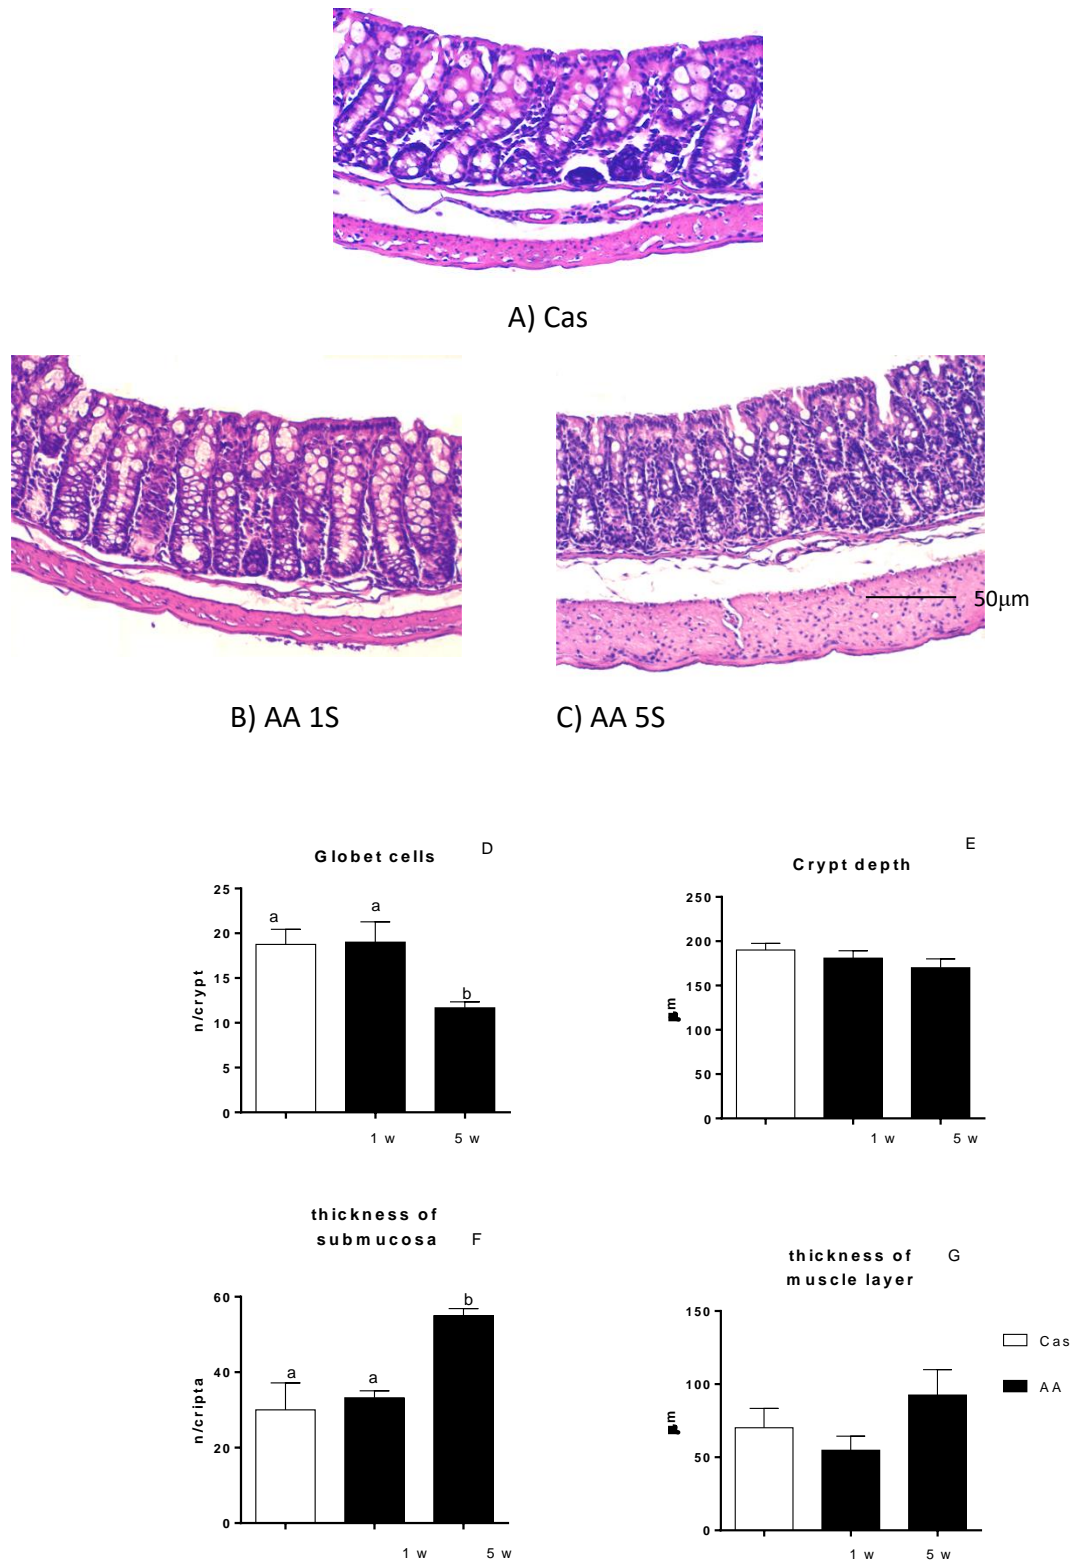 A) Cas
50μm
B) AA 1S
C) AA 5S
Globet cells
D
25
20
15
10
5
0
n/crypt
a
a
b
1 w
5 w
Crypt depth
E
250
200
150
100
50
0
μm
1 w
5 w
thickness of
submucosa
F
60
40
20
0
n/cripta
a
a
b
1 w
5 w
thickness of
muscle layer
G
150
100
50
0
μm
1 w
5 w
Cas
AA